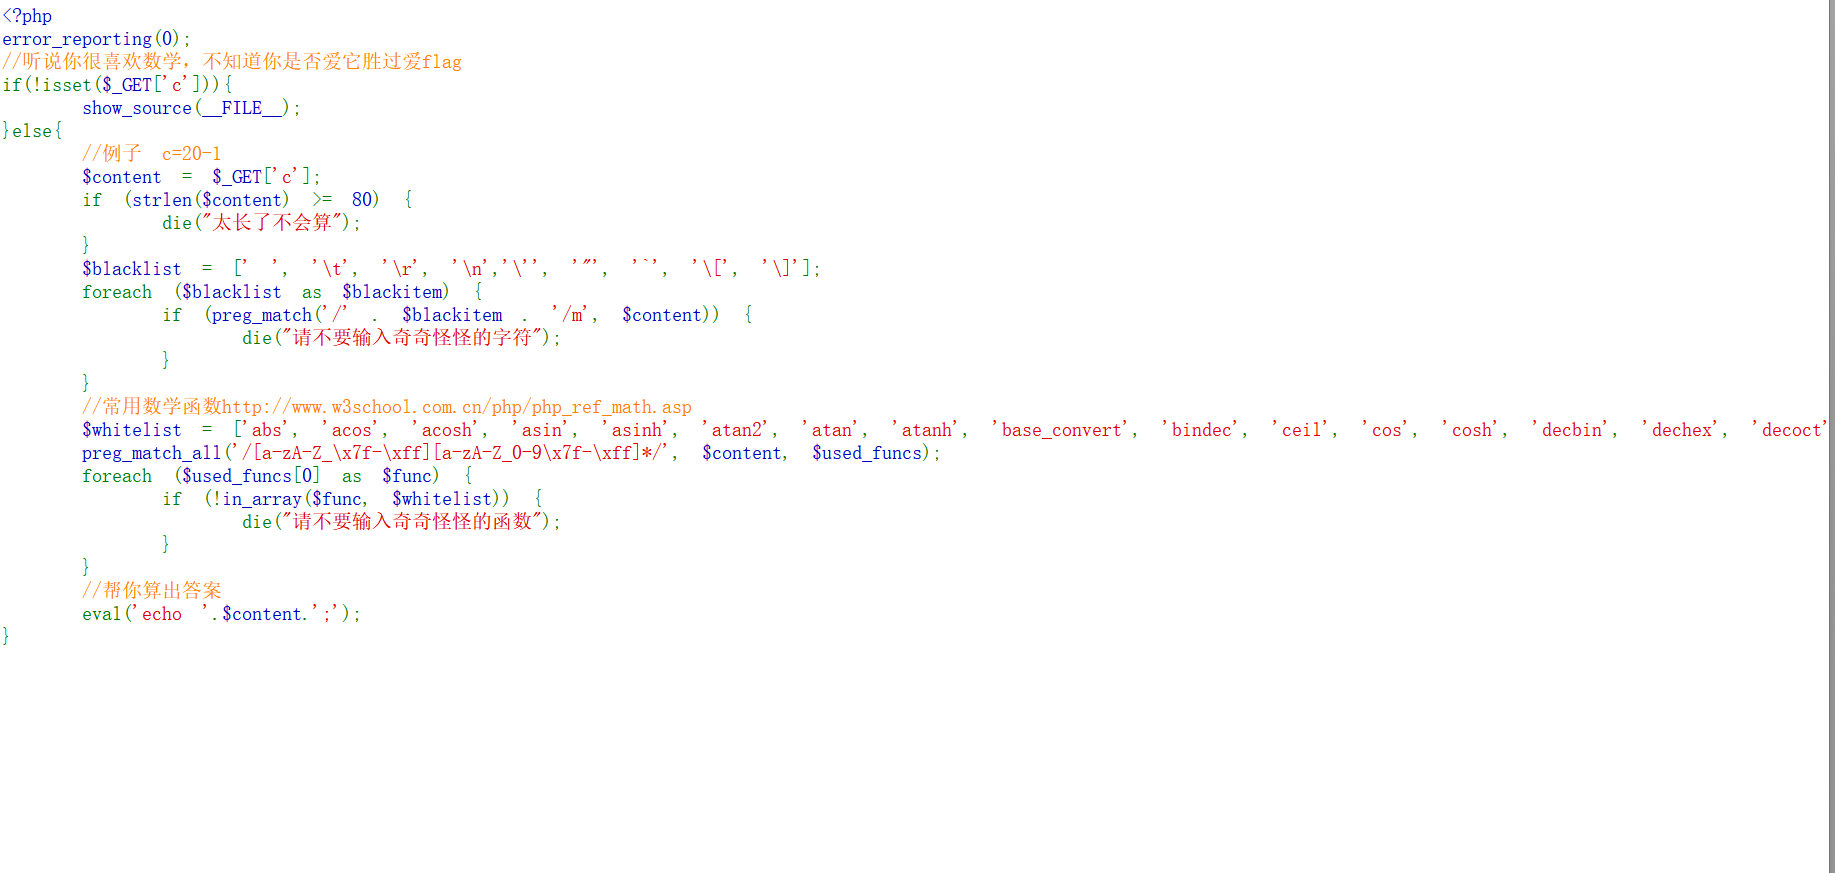 <?php
error_reporting(0);
//听说你很喜欢数学，不知道你是否爱它胜过爱flag
if(!isset($_GET['c'])){
        show_source(__FILE__);
}else{
        //例子  c=20-1
        $content  =  $_GET['c'];
        if  (strlen($content)  >=  80)  {
                die("太长了不会算");
        }
        $blacklist  =  ['  ',  '\t',  '\r',  '\n','\'',  '"',  '`',  '\[',  '\]'];
        foreach  ($blacklist  as  $blackitem)  {
                if  (preg_match('/'  .  $blackitem  .  '/m',  $content))  {
                        die("请不要输入奇奇怪怪的字符");
                }
        }
        //常用数学函数http://www.w3school.com.cn/php/php_ref_math.asp
        $whitelist  =  ['abs',  'acos',  'acosh',  'asin',  'asinh',  'atan2',  'atan',  'atanh',  'base_convert',  'bindec',  'ceil',  'cos',  'cosh',  'decbin',  'dechex',  'decoct'
        preg_match_all('/[a-zA-Z_\x7f-\xff][a-zA-Z_0-9\x7f-\xff]*/',  $content,  $used_funcs);
        foreach  ($used_funcs[0]  as  $func)  {
                if  (!in_array($func,  $whitelist))  {
                        die("请不要输入奇奇怪怪的函数");
                }
        }
        //帮你算出答案
        eval('echo  '.$content.';');
}